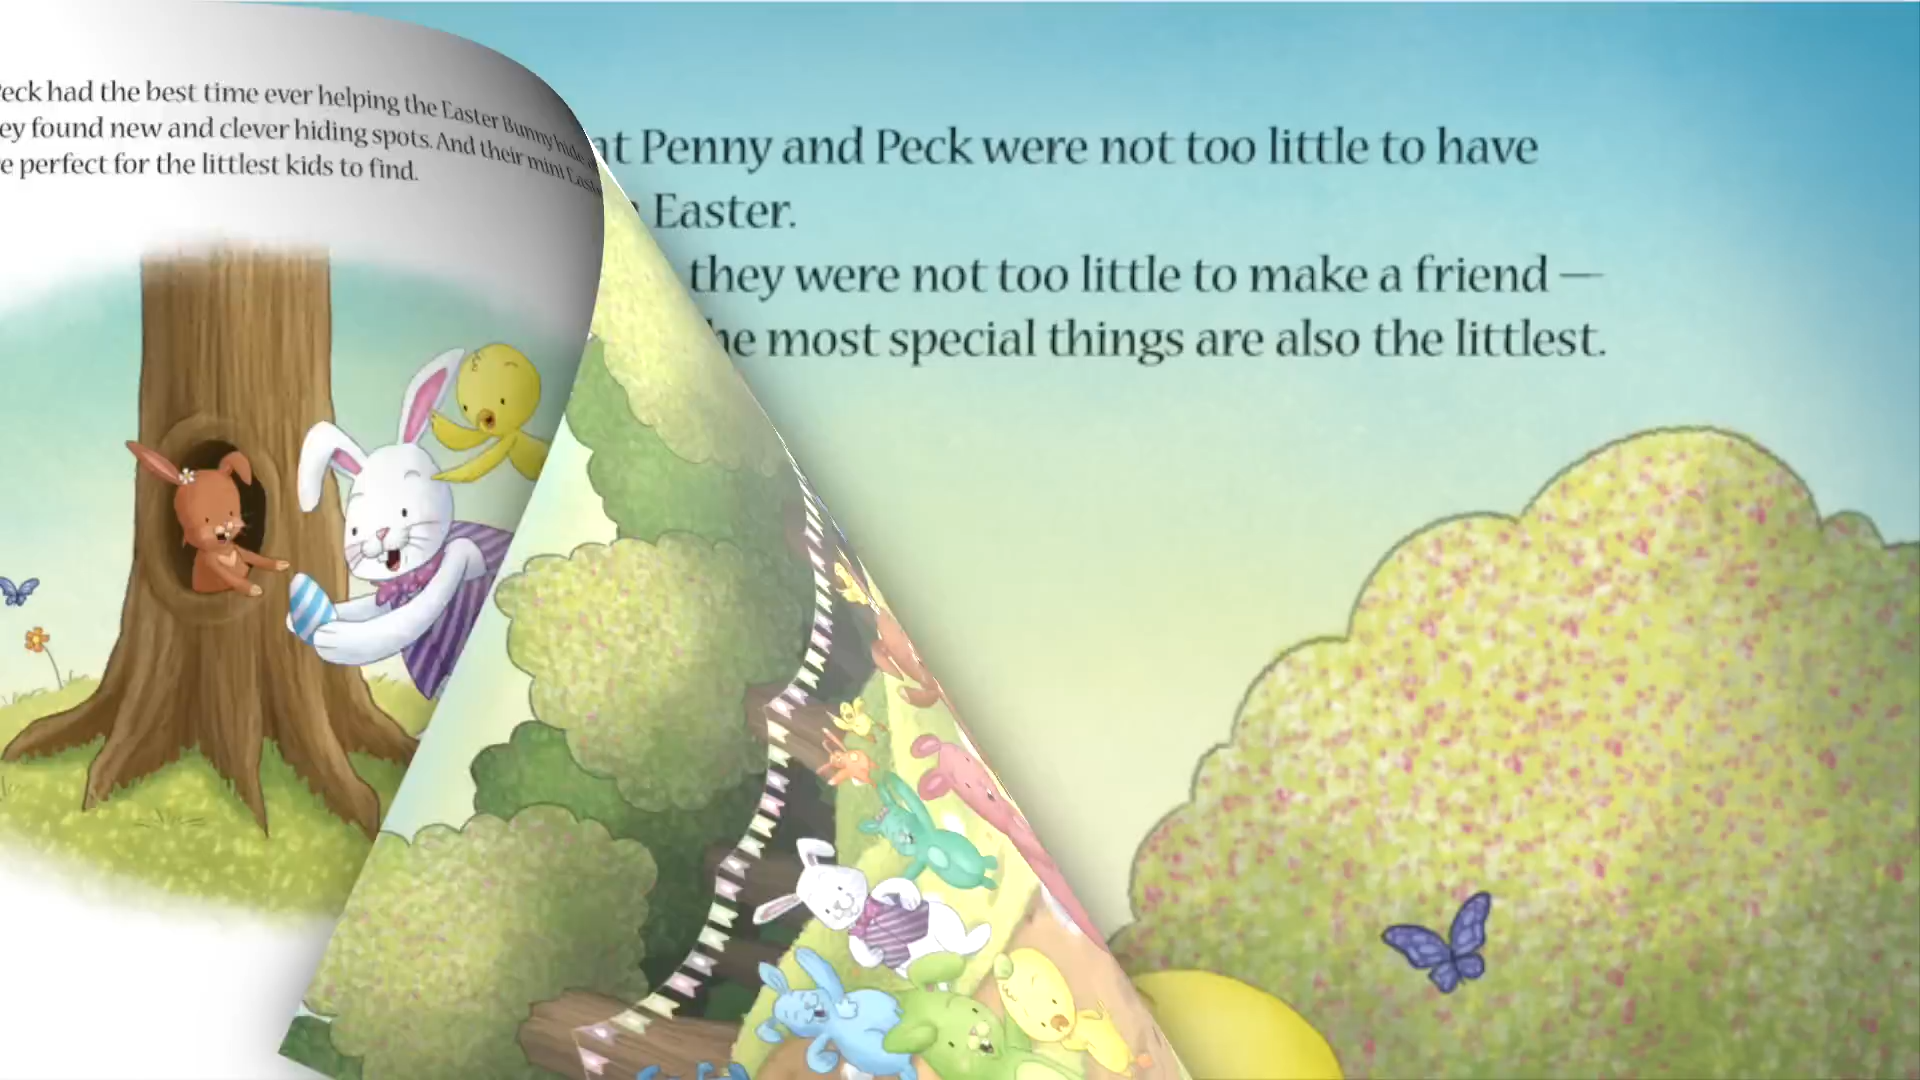 eck had the best time ever helping the Easter Bunny hide
ey found new and clever hiding spots. And their mini
e perfect for the littlest kids to find.
Penny and Peck were not too little to have
Easter.
they were not too little to make a friend —
most special things are also the littlest.